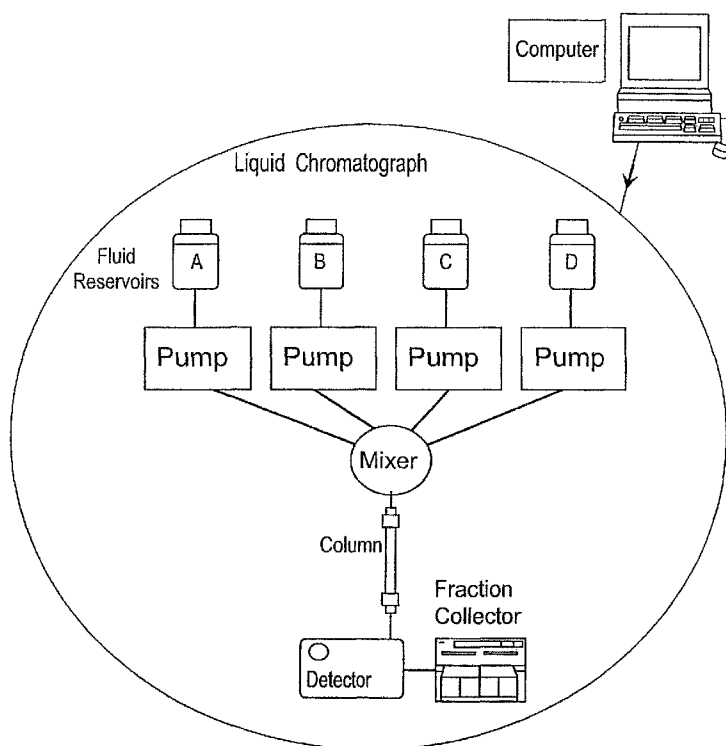 Computer
Liquid Chromatograph
Fluid
Reservoirs
A
B
C
D
Pump
Pump
Pump
Pump
Mixer
Column
Fraction
Collector
Detector